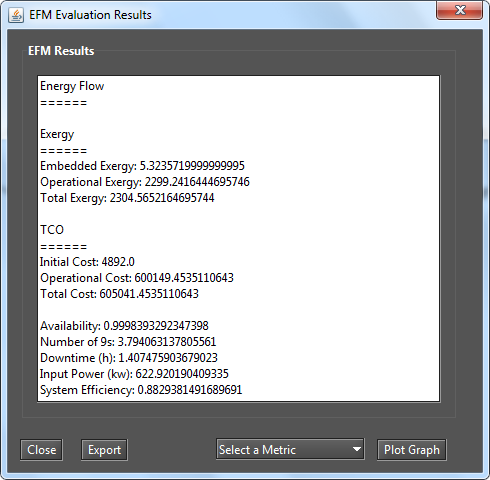 EFM Evaluation Results
EFM Results
Energy Flow
======
Exergy
======
Embedded Exergy: 5.3235719999999995
Operational Exergy: 2299.2416444695746
Total Exergy: 2304.5652164695744
TCO
======
Initial Cost: 4892.0
Operational Cost: 600149.4535110643
Total Cost: 605041.4535110643
Availability: 0.9998393292347398
Number of 9s: 3.794063137805561
Downtime (h): 1.407475903679023
Input Power (kw): 622.920190409335
System Efficiency: 0.8829381491689691
Close Export Select a Metric Plot Graph